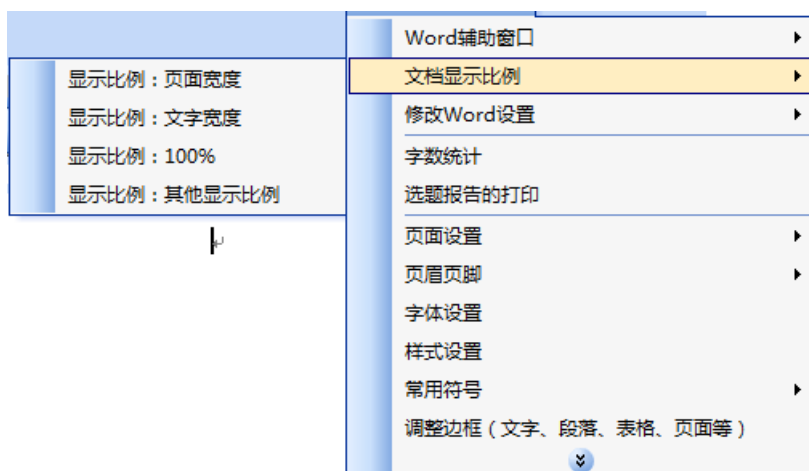 Word辅助窗口
文档显示比例
显示比例：页面宽度
显示比例：文字宽度
显示比例：100%
显示比例：其他显示比例
修改Word设置
字数统计
选题报告的打印
页面设置
页眉页脚
字体设置
样式设置
常用符号
调整边框（文字、段落、表格、页面等）